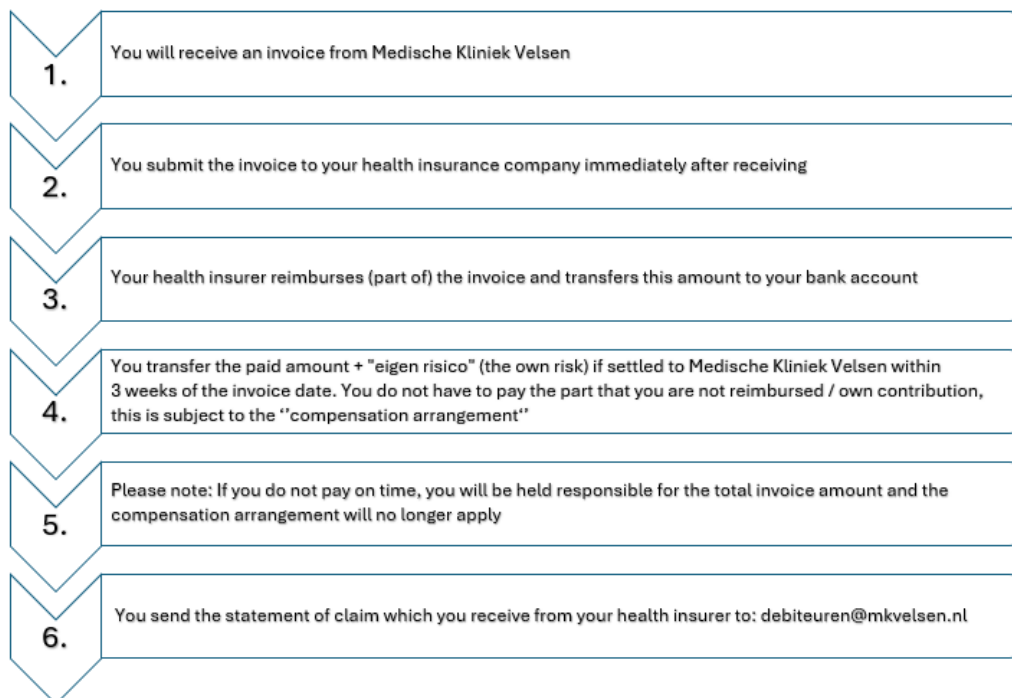 1.
You will receive an invoice from Medische Kliniek Velsen
2.
You submit the invoice to your health insurance company immediately after receiving
3.
Your health insurer reimburses (part of) the invoice and transfers this amount to your bank account
4.
You transfer the paid amount + "eigen risico" (the own risk) if settled to Medische Kliniek Velsen within
3 weeks of the invoice date. You do not have to pay the part that you are not reimbursed / own contribution,
this is subject to the ‘’compensation arrangement‘’
5.
Please note: If you do not pay on time, you will be held responsible for the total invoice amount and the
compensation arrangement will no longer apply
6.
You send the statement of claim which you receive from your health insurer to: debiteuren@mkvelsen.nl